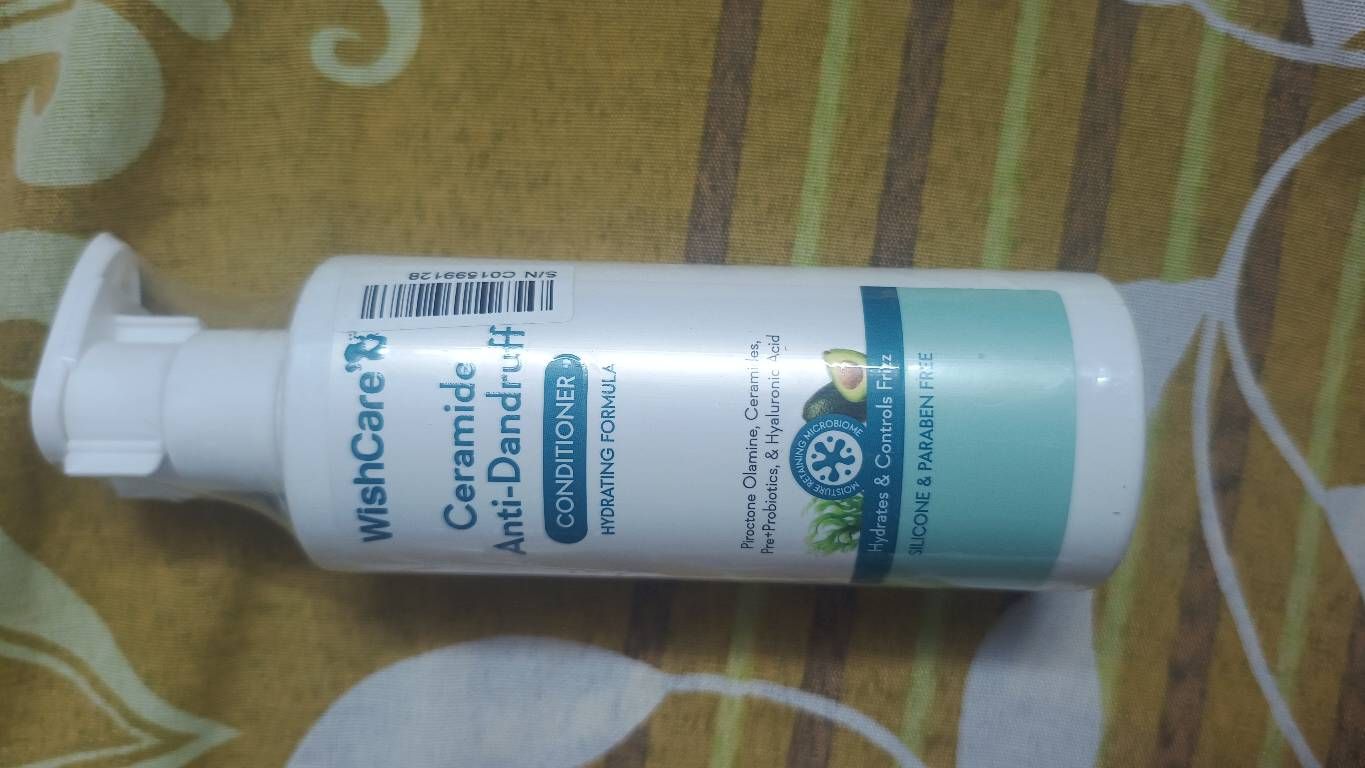 WishCare
Ceramide
Anti-Dandruff
CONDITIONER
HYDRATING FORMULA
Piroctone Olamine, Ceramides,
Pre+Probiotics, & Hyaluronic Acid
MOISTURE RETAINING MICROBIOME
Hydrates & Controls Frizz
SILICONE & PARABEN FREE
S/N C01599128